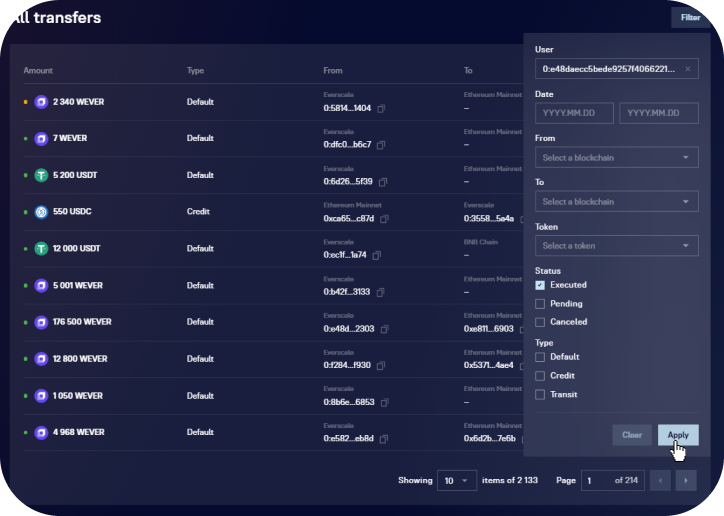 All transfers
Filter
Amount Type From To
2 340 WEVER Default Everscale 0:5814...1404 Ethereum Mainnet –
7 WEVER Default Everscale 0:dfc0...b6c7 Ethereum Mainnet –
5 200 USDT Default Everscale 0:6d26...5f39 Ethereum Mainnet –
550 USDC Credit Ethereum Mainnet 0xca65...c87d Everscale 0:3558...5a4a
12 000 USDT Default Everscale 0:ec1f...1a74 BNB Chain –
5 001 WEVER Default Everscale 0:b42f...3133 Ethereum Mainnet –
176 500 WEVER Default Everscale 0:e48d...2303 Ethereum Mainnet 0xe811...6903
12 800 WEVER Default Everscale 0:f284...f930 Ethereum Mainnet 0x5371...4ae4
1 050 WEVER Default Everscale 0:8b6e...6853 Ethereum Mainnet –
4 968 WEVER Default Everscale 0:e582...eb8d Ethereum Mainnet 0x6d2b...7e6b
User
0:e48daecc5bede9257f4066221...
Date
YYYY.MM.DD YYYY.MM.DD
From
Select a blockchain
To
Select a blockchain
Token
Select a token
Status
Executed
Pending
Canceled
Type
Default
Credit
Transit
Clear Apply
Showing 10 items of 2 133 Page 1 of 214